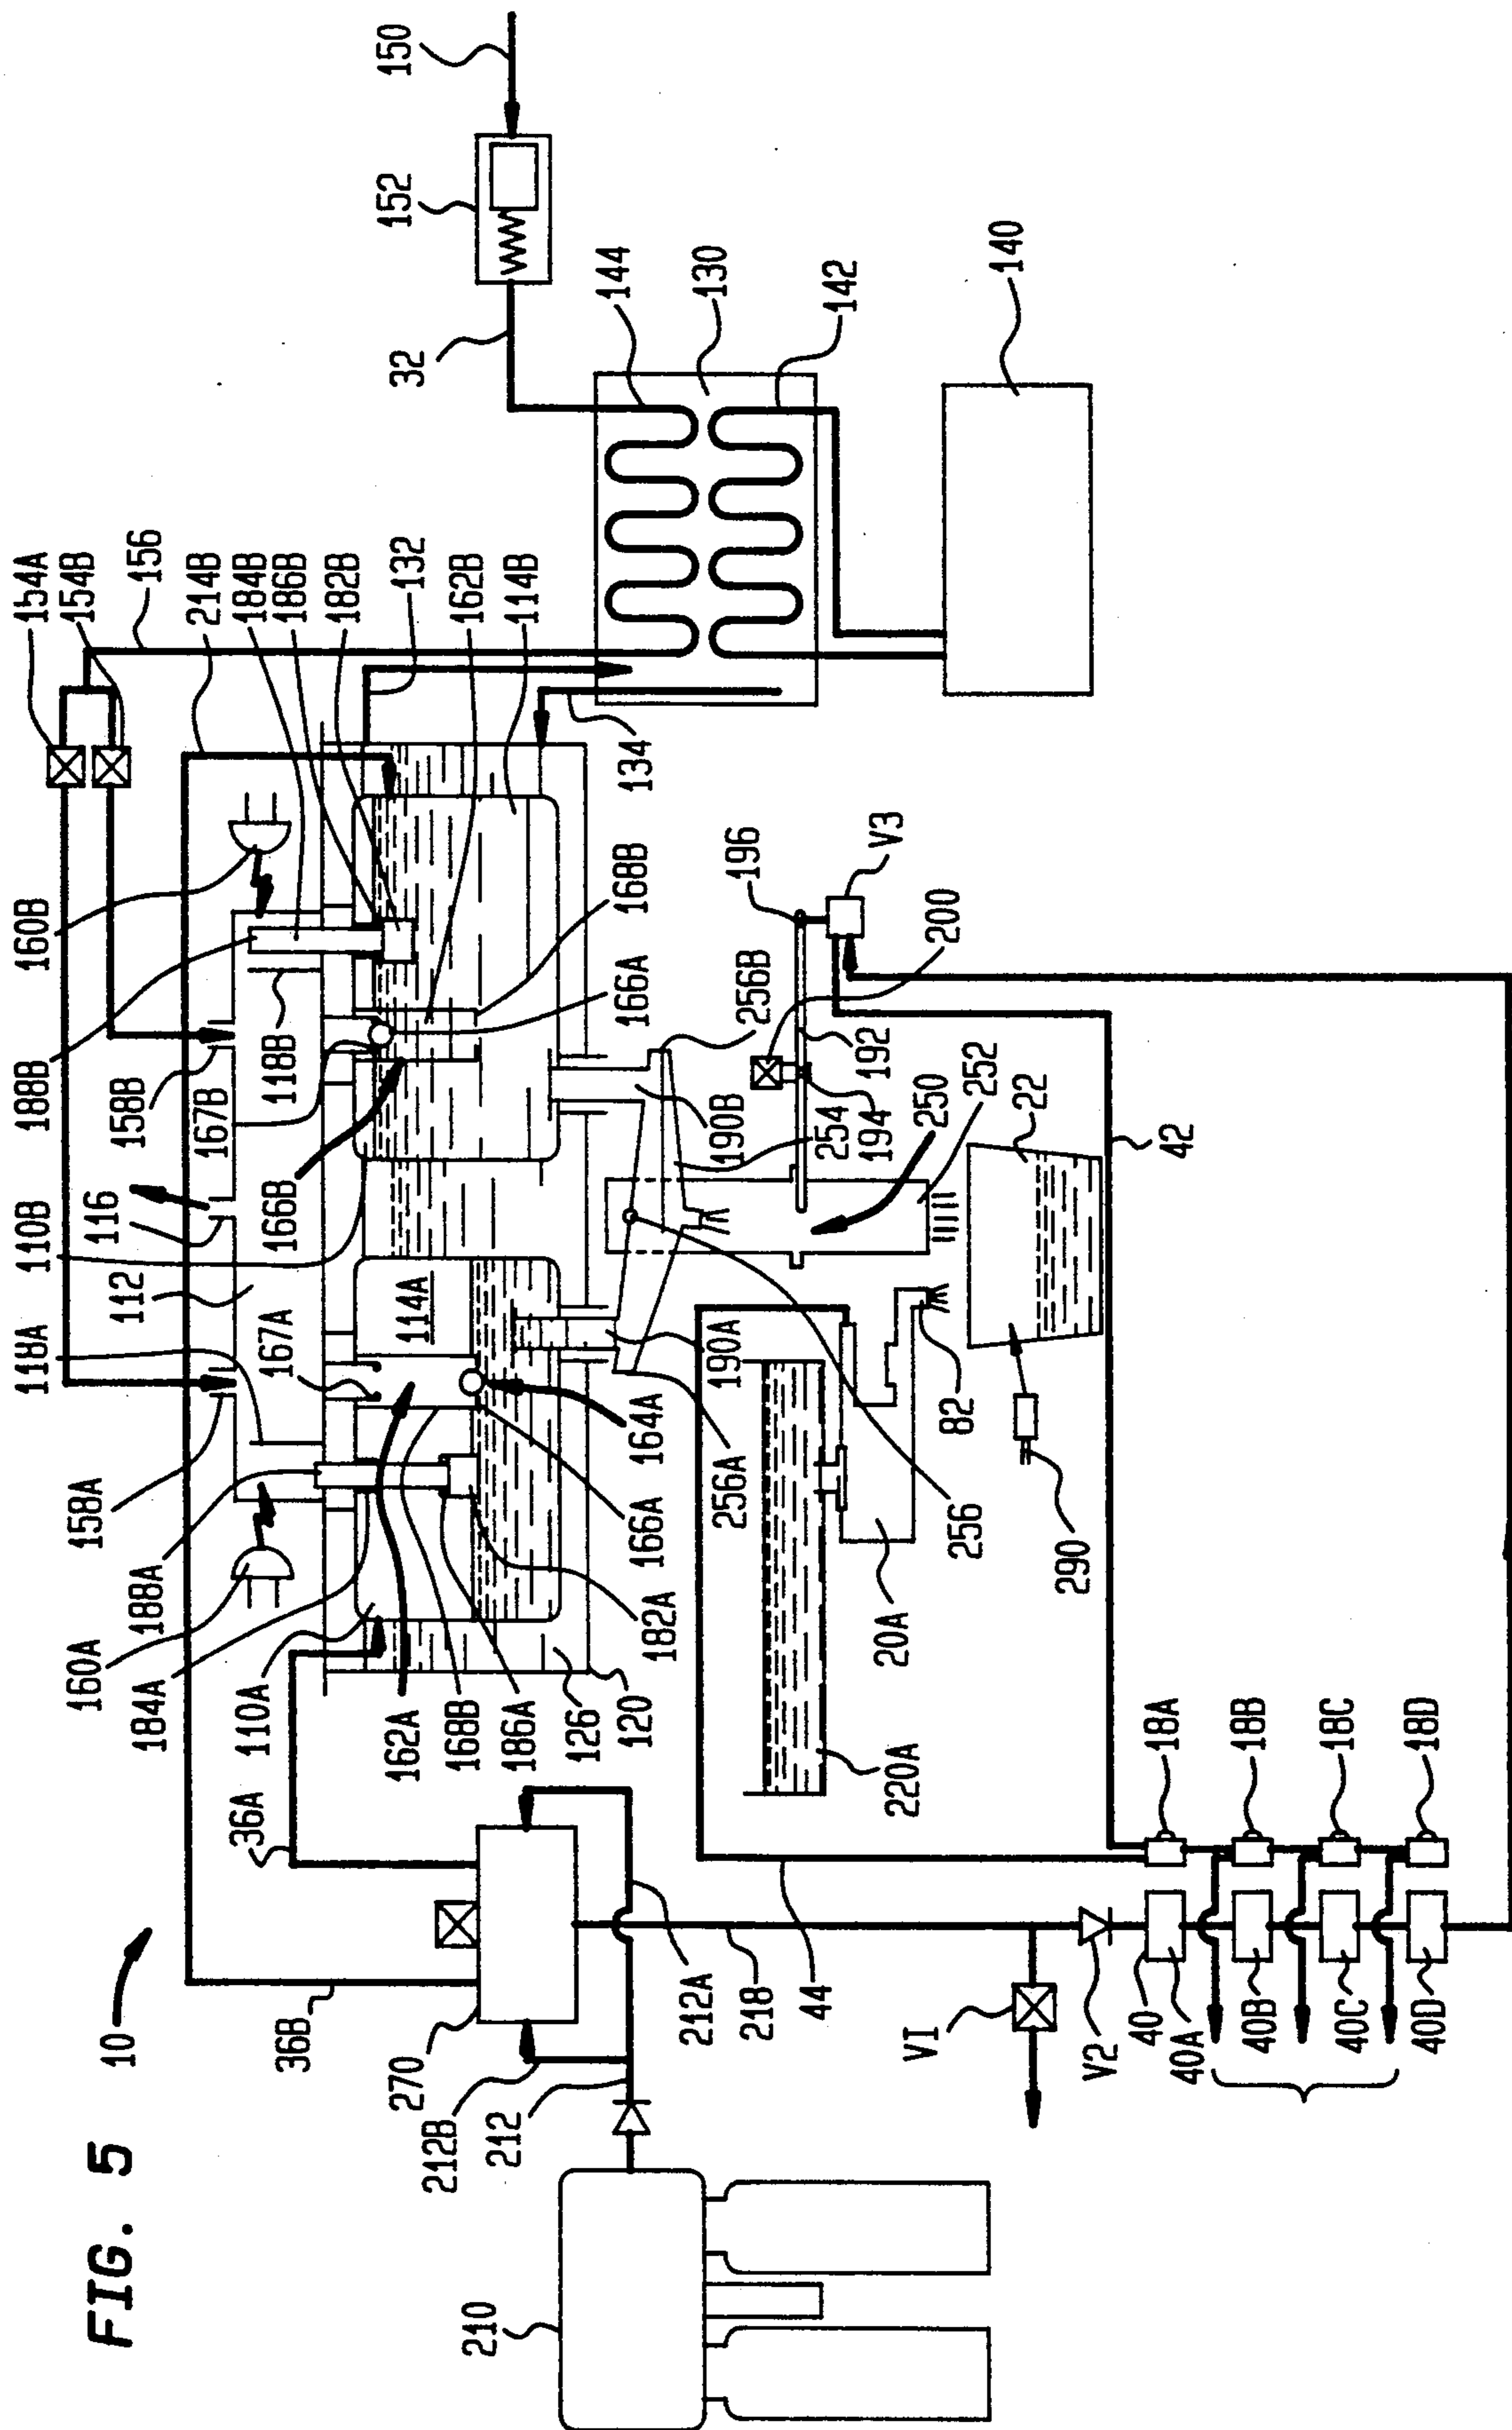 FIG. 5
10
36B
36A
270
212B
212
212A
210
218
44
V1
V2
40
40A
40B
40C
40D
18A
18B
18C
18D
154A
154B
156
214B
184B
186B
182B
132
162B
114B
134
160B
188B
158B
118B
167B
116
110B
166B
112
118A
167A
114A
158A
188A
160A
184A
110A
162A
168B
186A
126
120
182A
166A
164A
256A
190A
256
168B
166A
256B
190B
254
194
192
196
V3
200
250
252
22
42
82
290
20A
220A
150
152
32
144
130
142
140